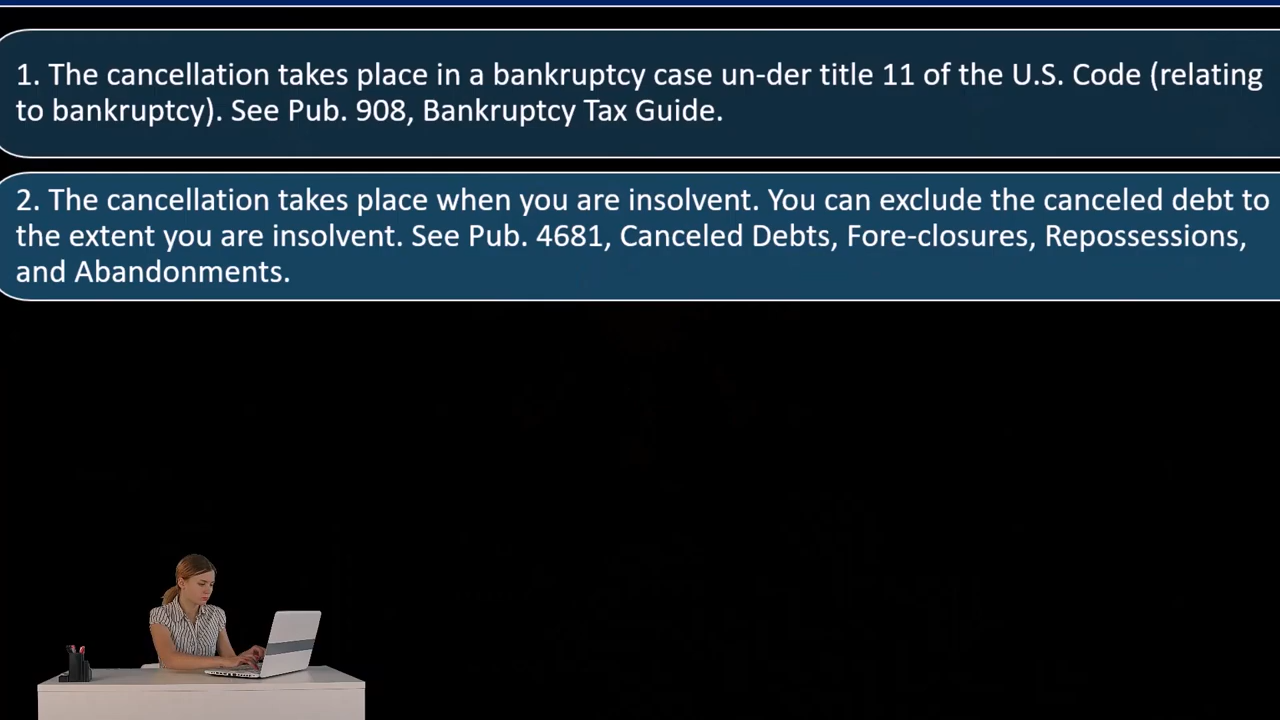 1. The cancellation takes place in a bankruptcy case un-der title 11 of the U.S. Code (relating
to bankruptcy). See Pub. 908, Bankruptcy Tax Guide.
2. The cancellation takes place when you are insolvent. You can exclude the canceled debt to
the extent you are insolvent. See Pub. 4681, Canceled Debts, Fore-closures, Repossessions,
and Abandonments.